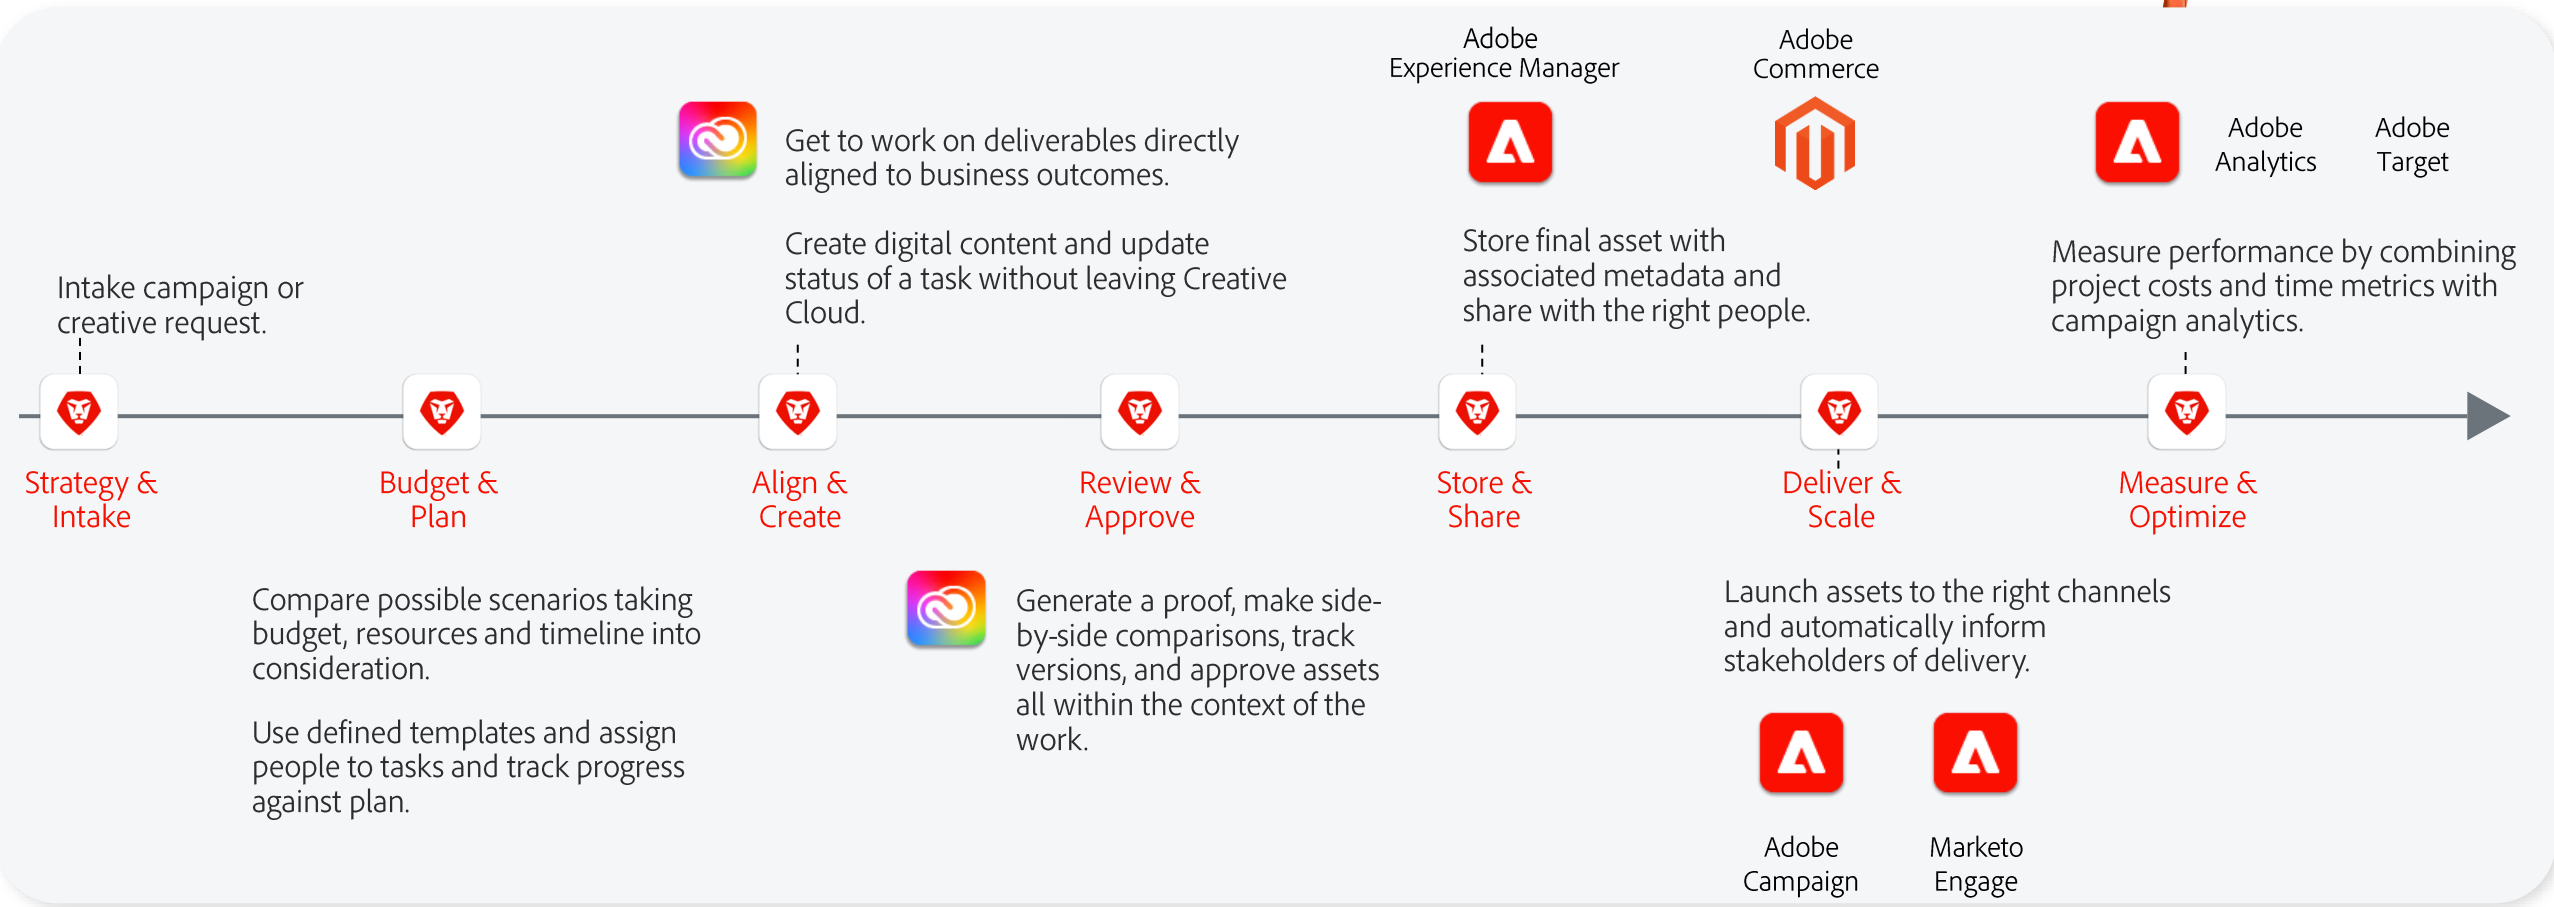 Adobe
Experience Manager
Adobe
Commerce
Get to work on deliverables directly
aligned to business outcomes.
Create digital content and update
status of a task without leaving Creative
Cloud.
Adobe
Analytics
Adobe
Target
Intake campaign or
creative request.
Store final asset with
associated metadata and
share with the right people.
Measure performance by combining
project costs and time metrics with
campaign analytics.
Strategy &
Intake
Budget &
Plan
Align &
Create
Review &
Approve
Store &
Share
Deliver &
Scale
Measure &
Optimize
Compare possible scenarios taking
budget, resources and timeline into
consideration.
Use defined templates and assign
people to tasks and track progress
against plan.
Generate a proof, make side-
by-side comparisons, track
versions, and approve assets
all within the context of the
work.
Launch assets to the right channels
and automatically inform
stakeholders of delivery.
Adobe
Campaign
Marketo
Engage